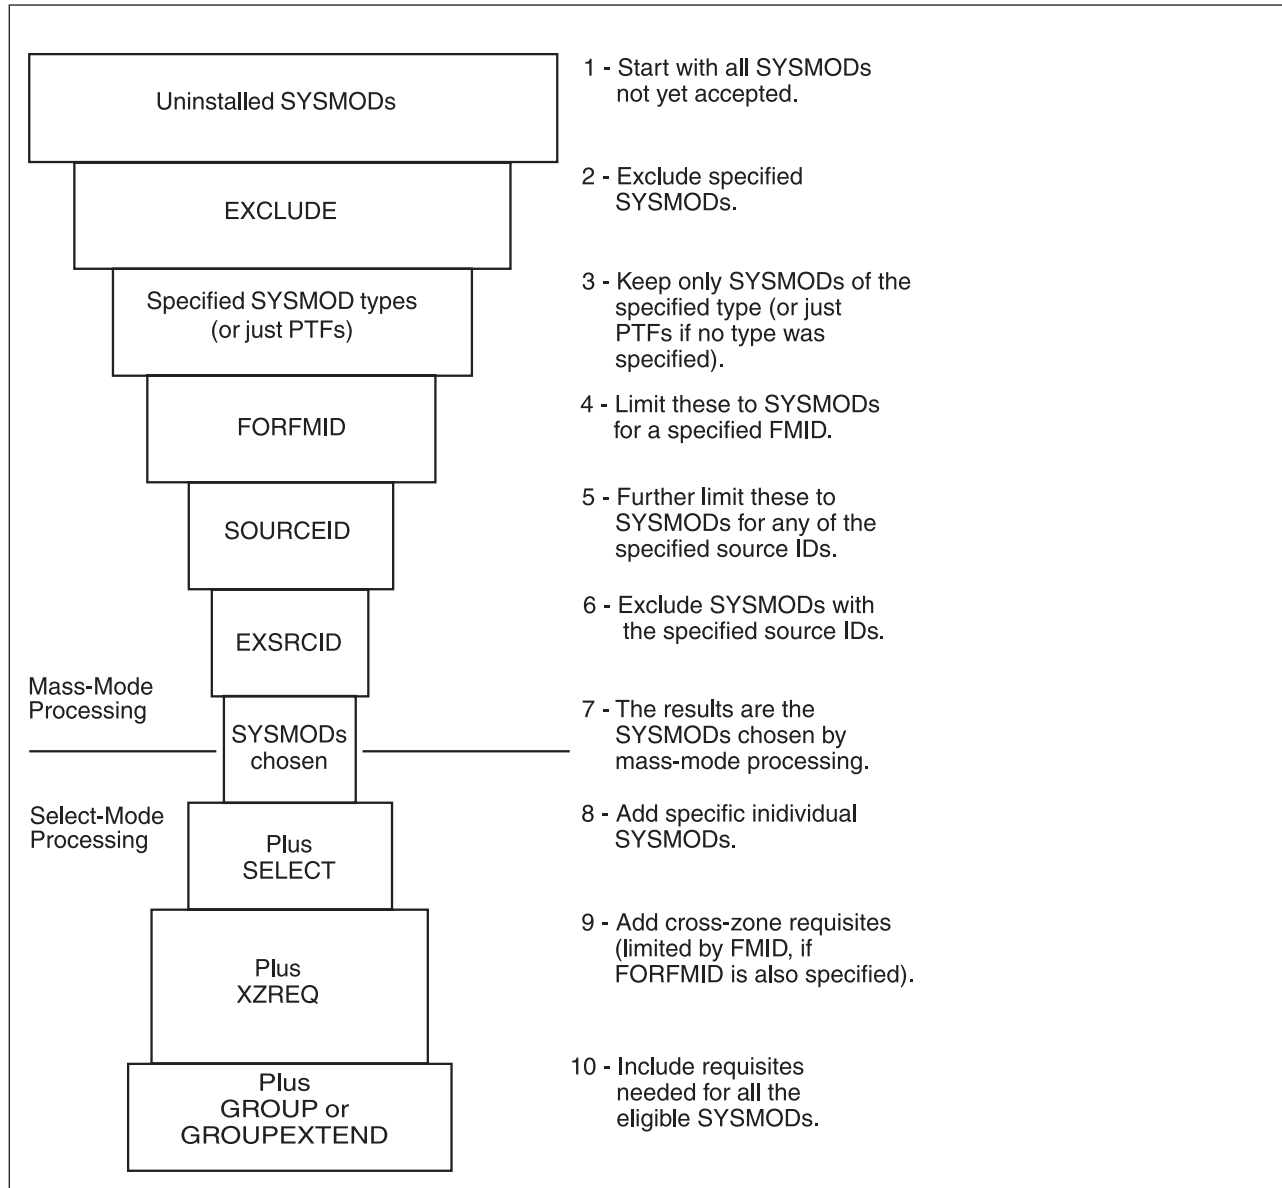 Uninstalled SYSMODs
1 - Start with all SYSMODs
not yet accepted.
EXCLUDE
2 - Exclude specified
SYSMODs.
Specified SYSMOD types
(or just PTFs)
3 - Keep only SYSMODs of the
specified type (or just
PTFs if no type was
specified).
FORFMID
4 - Limit these to SYSMODs
for a specified FMID.
SOURCEID
5 - Further limit these to
SYSMODs for any of the
specified source IDs.
EXSRCID
6 - Exclude SYSMODs with
the specified source IDs.
Mass-Mode
Processing
SYSMODs
chosen
7 - The results are the
SYSMODs chosen by
mass-mode processing.
Select-Mode
Processing
Plus
SELECT
8 - Add specific inidividual
SYSMODs.
Plus
XZREQ
9 - Add cross-zone requisites
(limited by FMID, if
FORFMID is also specified).
Plus
GROUP or
GROUPEXTEND
10 - Include requisites
needed for all the
eligible SYSMODs.